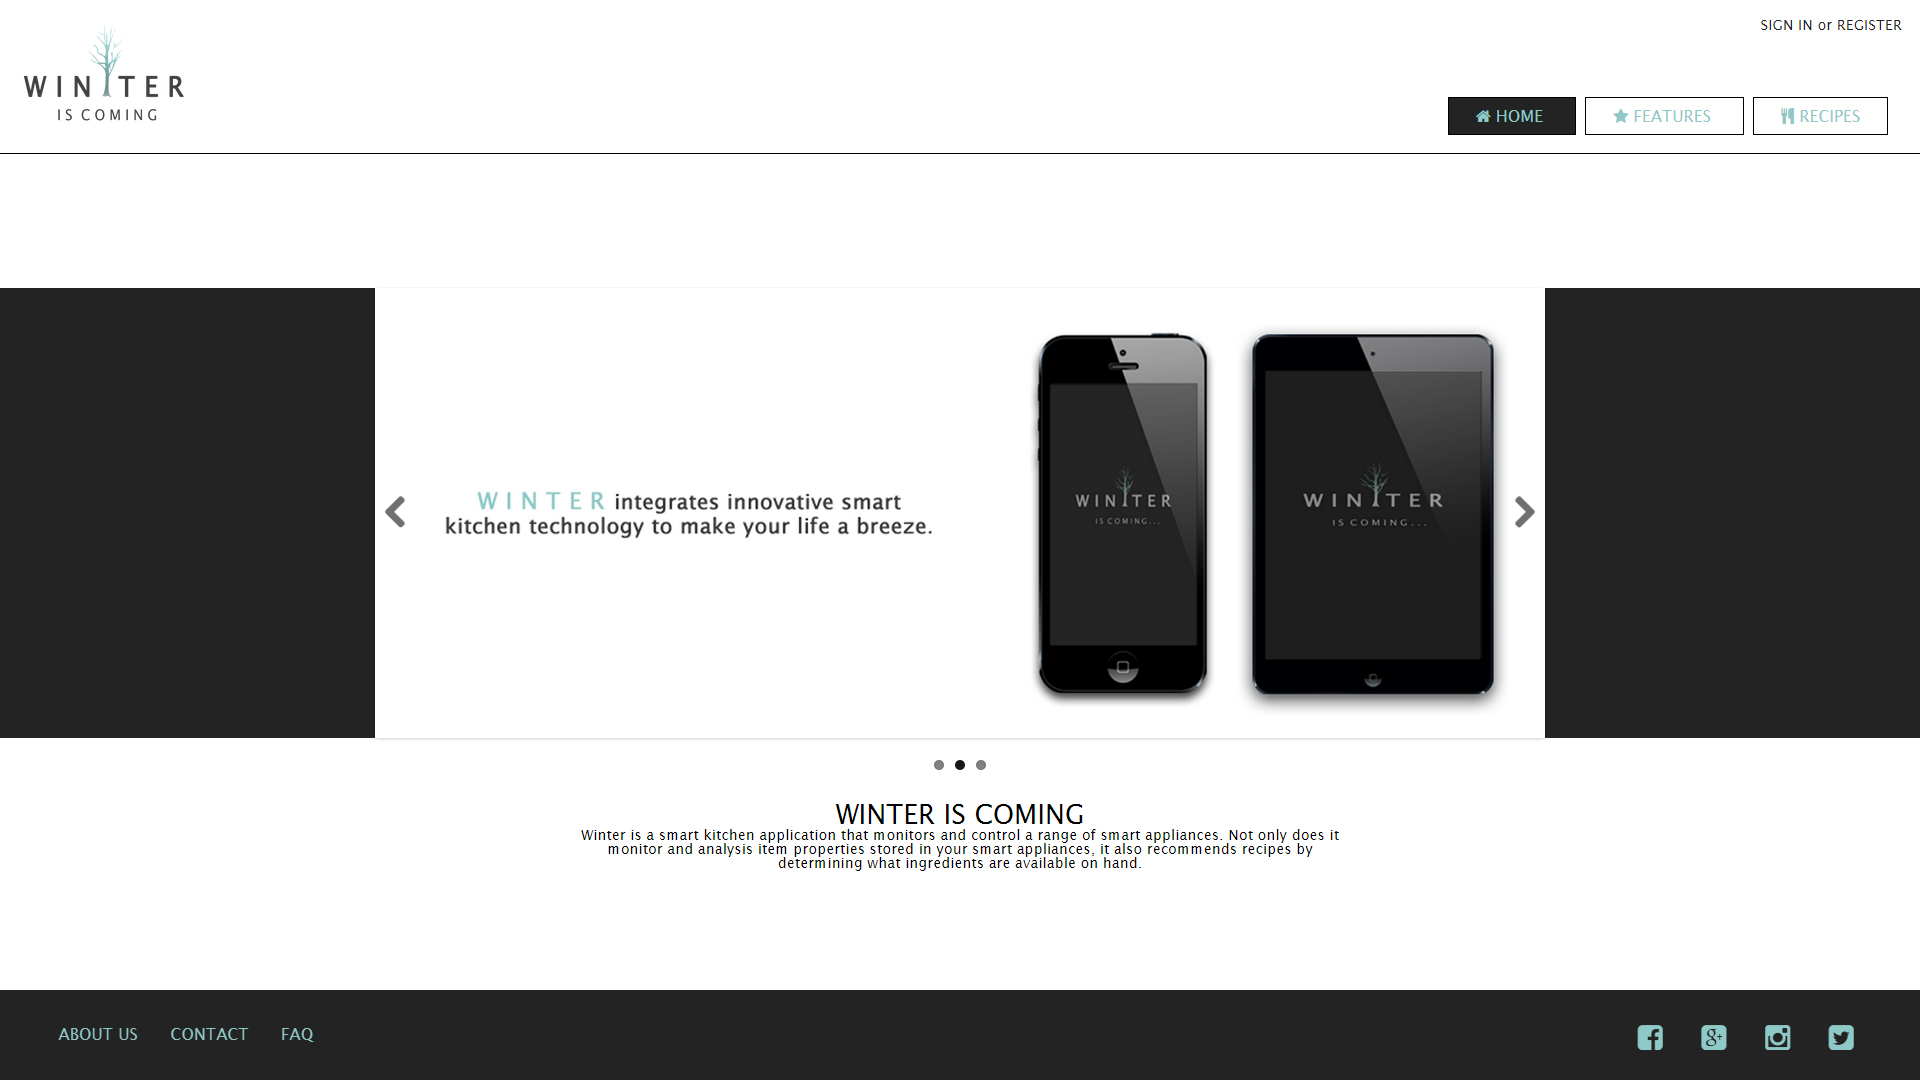 SIGN IN or REGISTER
WINTER
IS COMING
HOME
FEATURES
RECIPES
WINTER integrates innovative smart
kitchen technology to make your life a breeze.
WINTER
IS COMING...
WINTER
IS COMING...
WINTER IS COMING
Winter is a smart kitchen application that monitors and control a range of smart appliances. Not only does it
monitor and analysis item properties stored in your smart appliances, it also recommends recipes by
determining what ingredients are available on hand.
ABOUT US
CONTACT
FAQ